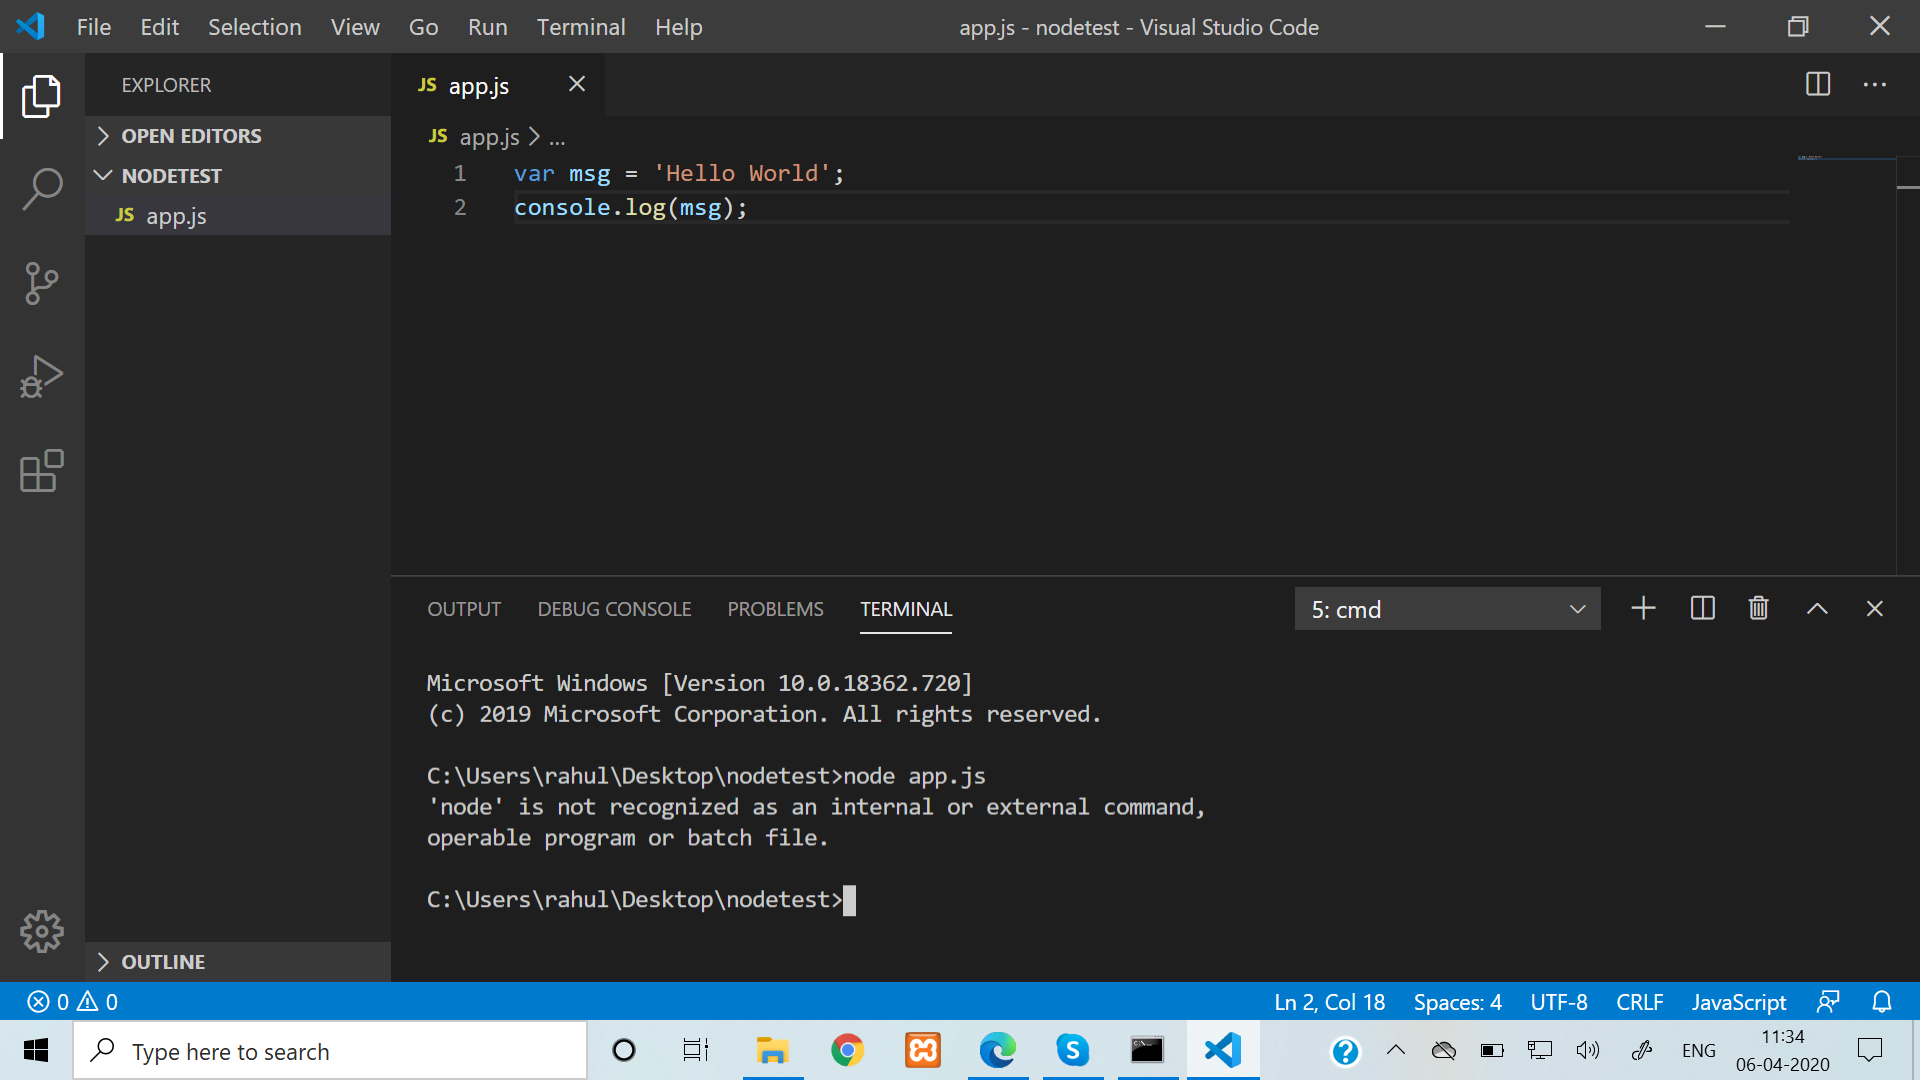 File Edit Selection View Go Run Terminal Help app.js - nodetest - Visual Studio Code
EXPLORER
OPEN EDITORS
NODETEST
JS app.js
JS app.js
JS app.js > ...
1 var msg = 'Hello World';
2 console.log(msg);
OUTPUT DEBUG CONSOLE PROBLEMS TERMINAL 5: cmd
Microsoft Windows [Version 10.0.18362.720]
(c) 2019 Microsoft Corporation. All rights reserved.
C:\Users\rahul\Desktop\nodetest>node app.js
'node' is not recognized as an internal or external command,
operable program or batch file.
C:\Users\rahul\Desktop\nodetest>
OUTLINE
0 0 Ln 2, Col 18 Spaces: 4 UTF-8 CRLF JavaScript
Type here to search ENG 11:34
06-04-2020